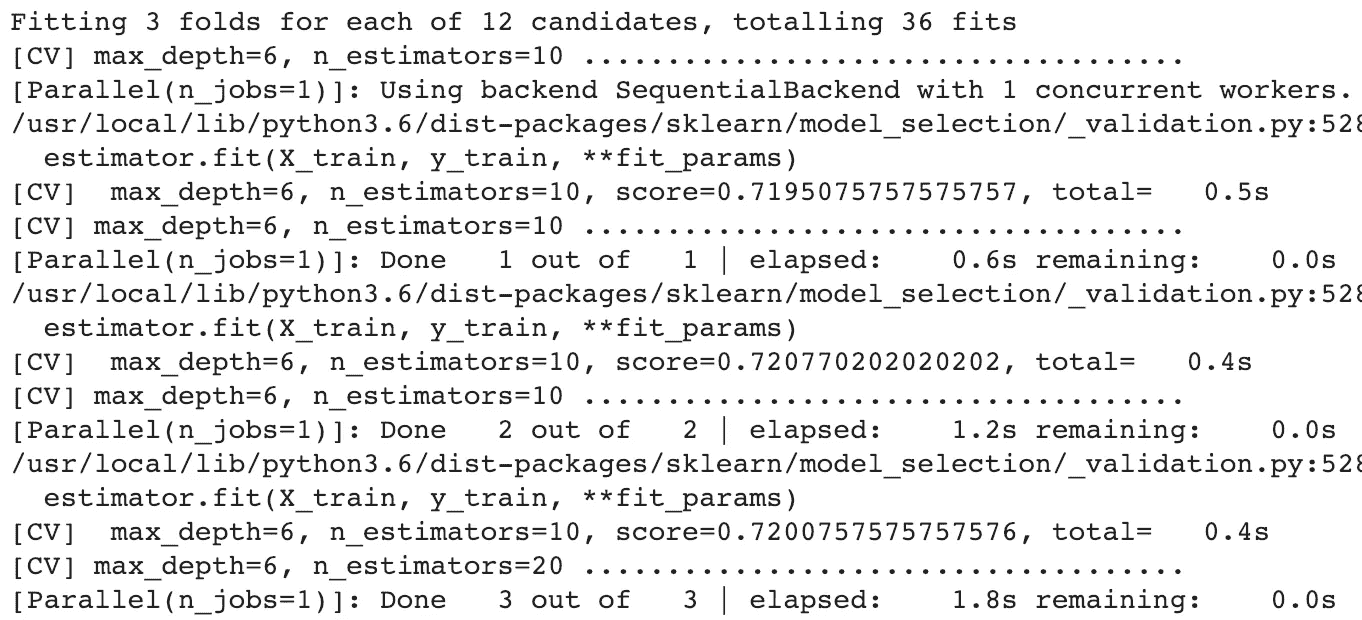 Fitting 3 folds for each of 12 candidates, totalling 36 fits
[CV] max_depth=6, n_estimators=10 .....................................
[Parallel(n_jobs=1)]: Using backend SequentialBackend with 1 concurrent workers.
/usr/local/lib/python3.6/dist-packages/sklearn/model_selection/_validation.py:528
  estimator.fit(X_train, y_train, **fit_params)
[CV]  max_depth=6, n_estimators=10, score=0.7195075757575757, total=   0.5s
[CV] max_depth=6, n_estimators=10 .....................................
[Parallel(n_jobs=1)]: Done   1 out of   1 | elapsed:    0.6s remaining:    0.0s
/usr/local/lib/python3.6/dist-packages/sklearn/model_selection/_validation.py:528
  estimator.fit(X_train, y_train, **fit_params)
[CV]  max_depth=6, n_estimators=10, score=0.720770202020202, total=   0.4s
[CV] max_depth=6, n_estimators=10 .....................................
[Parallel(n_jobs=1)]: Done   2 out of   2 | elapsed:    1.2s remaining:    0.0s
/usr/local/lib/python3.6/dist-packages/sklearn/model_selection/_validation.py:528
  estimator.fit(X_train, y_train, **fit_params)
[CV]  max_depth=6, n_estimators=10, score=0.7200757575757576, total=   0.4s
[CV] max_depth=6, n_estimators=20 .....................................
[Parallel(n_jobs=1)]: Done   3 out of   3 | elapsed:    1.8s remaining:    0.0s